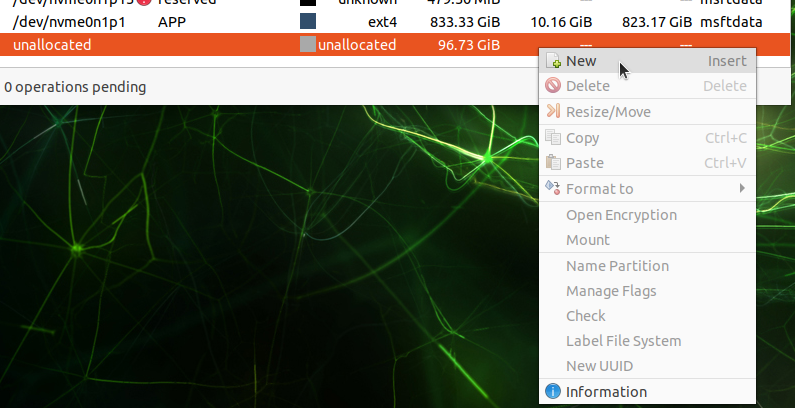 /dev/nvme0n1p15 reserved unknown 479.50 MiB msftdata
/dev/nvme0n1p1 APP ext4 833.33 GiB 10.16 GiB 823.17 GiB msftdata
unallocated unallocated 96.73 GiB --- ---
0 operations pending
New Insert
Delete Delete
Resize/Move
Copy Ctrl+C
Paste Ctrl+V
Format to
Open Encryption
Mount
Name Partition
Manage Flags
Check
Label File System
New UUID
Information